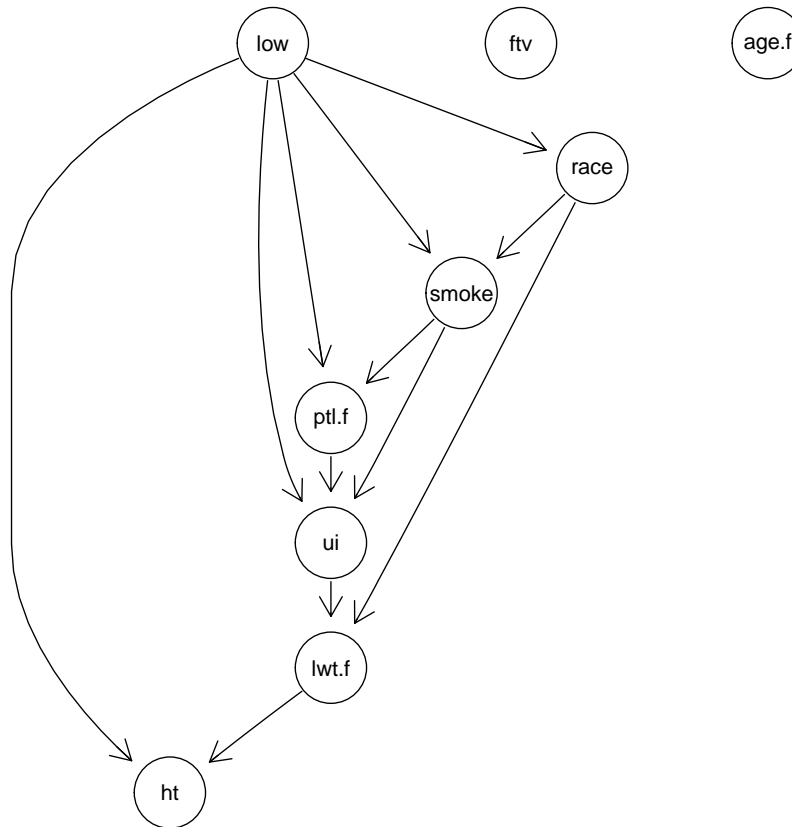 low
ftv
age.f
race
smoke
ptl.f
ui
lwt.f
ht